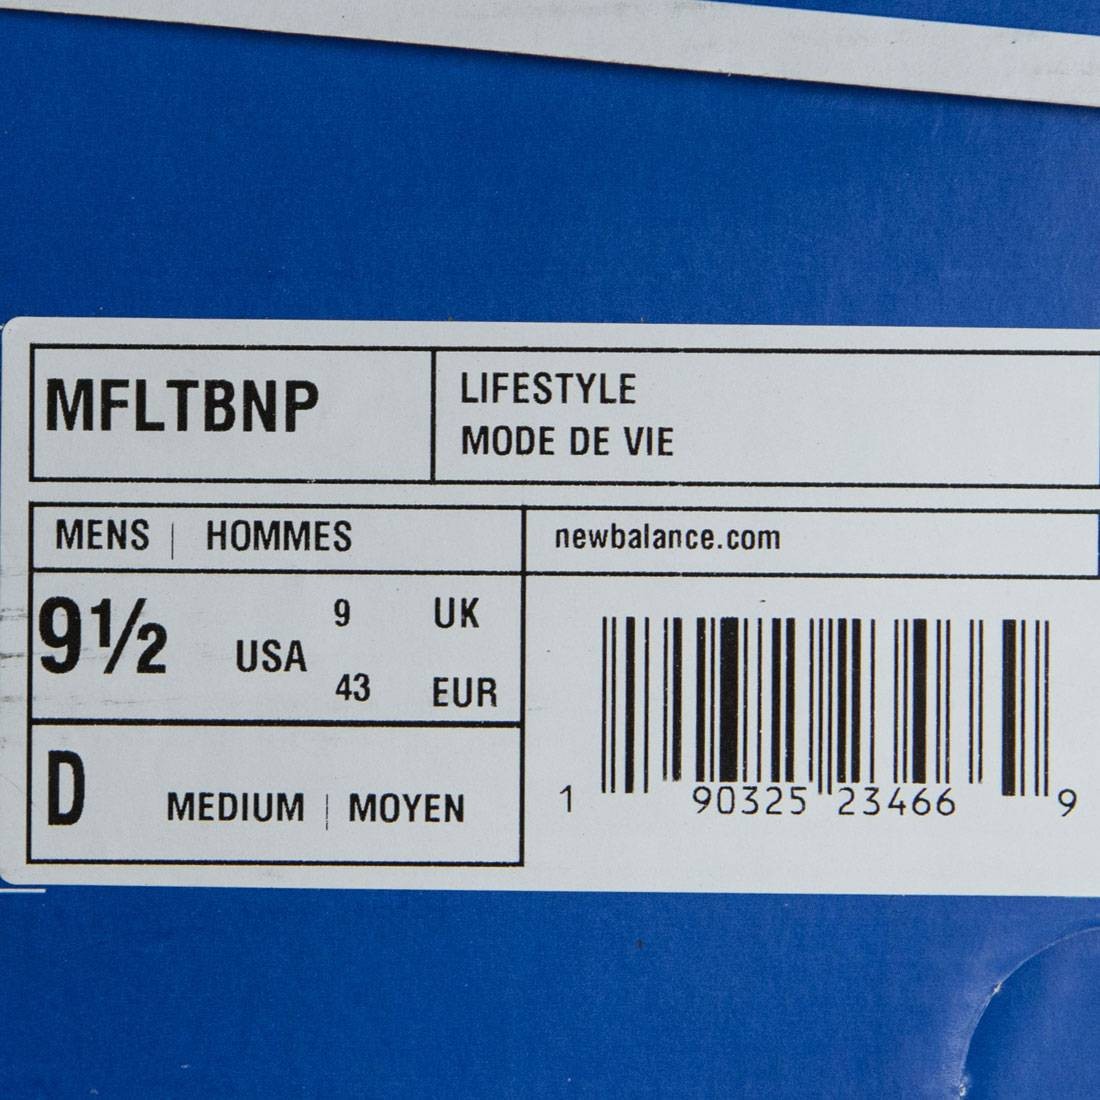 MFLTBNP
LIFESTYLE
MODE DE VIE
MENS | HOMMES
newbalance.com
9½ USA
9 UK
43 EUR
D MEDIUM | MOYEN
1 90325 23466 9